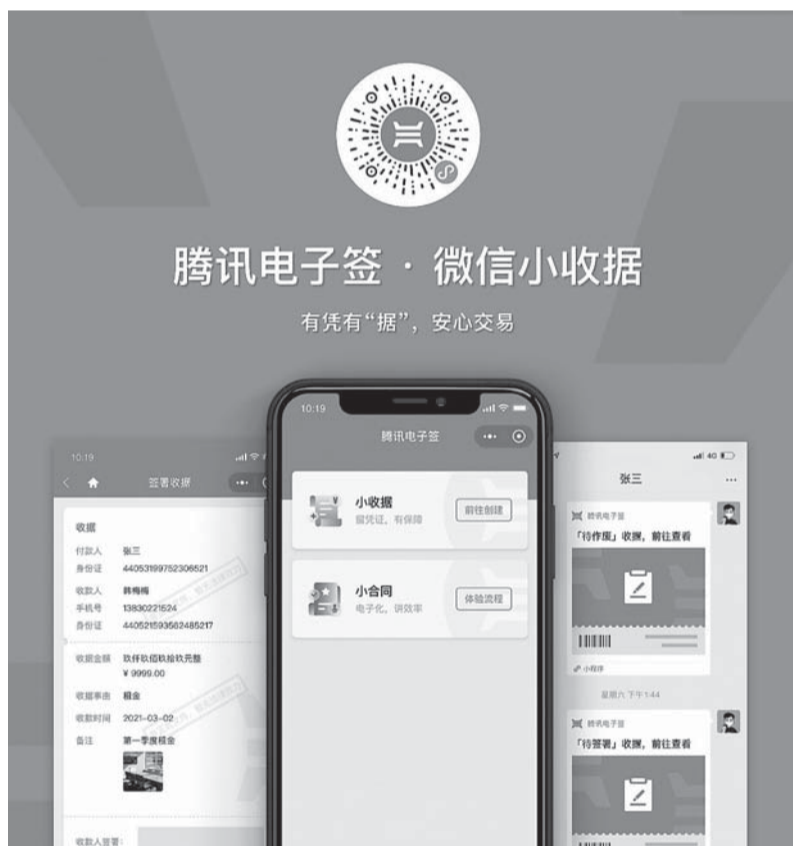 腾讯电子签 · 微信小收据
有凭有“据”，安心交易
10:19
签署收据
收据
付款人 张三
身份证 44053199752306521
收款人 韩梅梅
手机号 13830221524
身份证 440521593562485217
收据金额 玖仟玖佰玖拾玖元整
¥ 9999.00
收据事由 租金
收款时间 2021-03-02
备注 第一季度租金
收款人签署：
10:19
腾讯电子签
小收据
留凭证，有保障
前往创建
小合同
电子化，讲效率
体验流程
4G
张三
腾讯电子签
「待作废」收据，前往查看
小程序
星期六 下午1:44
腾讯电子签
「待签署」收据，前往查看